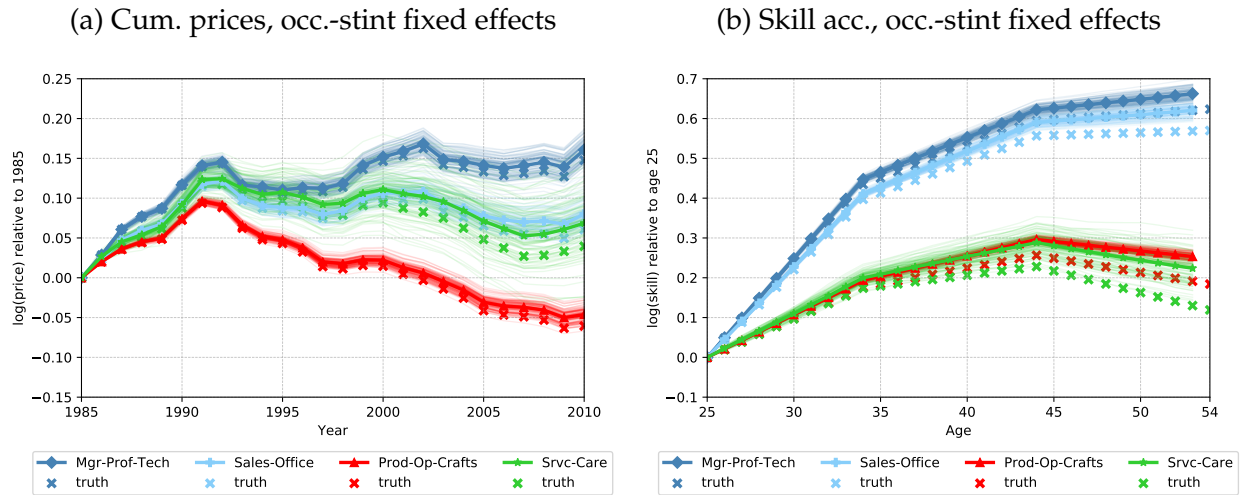 (a) Cum. prices, occ.-stint fixed effects
0.25
0.20
0.15
0.10
0.05
0.00
−0.05
−0.10
−0.15
log(price) relative to 1985
1985 1990 1995 2000 2005 2010
Year
Mgr-Prof-Tech Sales-Office Prod-Op-Crafts Srvc-Care
truth truth truth truth
(b) Skill acc., occ.-stint fixed effects
0.7
0.6
0.5
0.4
0.3
0.2
0.1
0.0
−0.1
log(skill) relative to age 25
25 30 35 40 45 50 54
Age
Mgr-Prof-Tech Sales-Office Prod-Op-Crafts Srvc-Care
truth truth truth truth